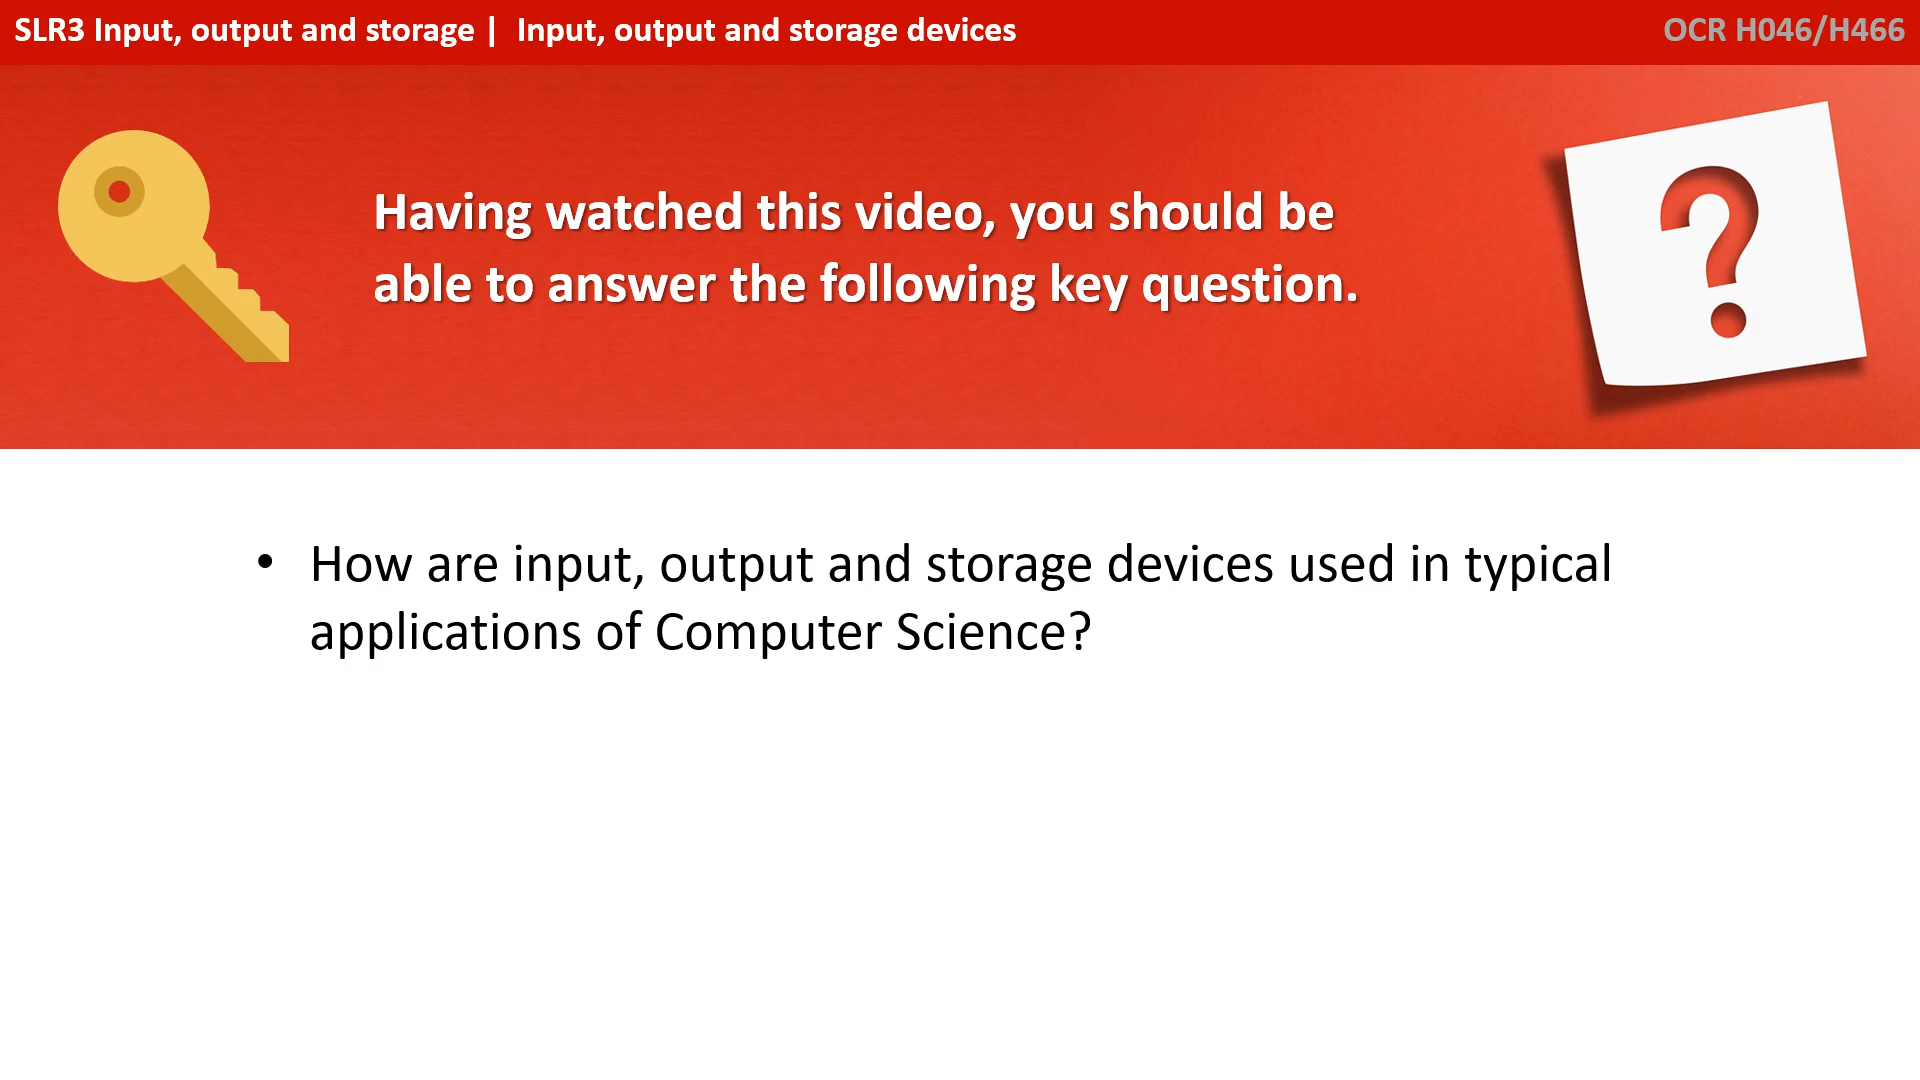 SLR3 Input, output and storage | Input, output and storage devices
OCR H046/H466
Having watched this video, you should be
able to answer the following key question.
• How are input, output and storage devices used in typical
applications of Computer Science?